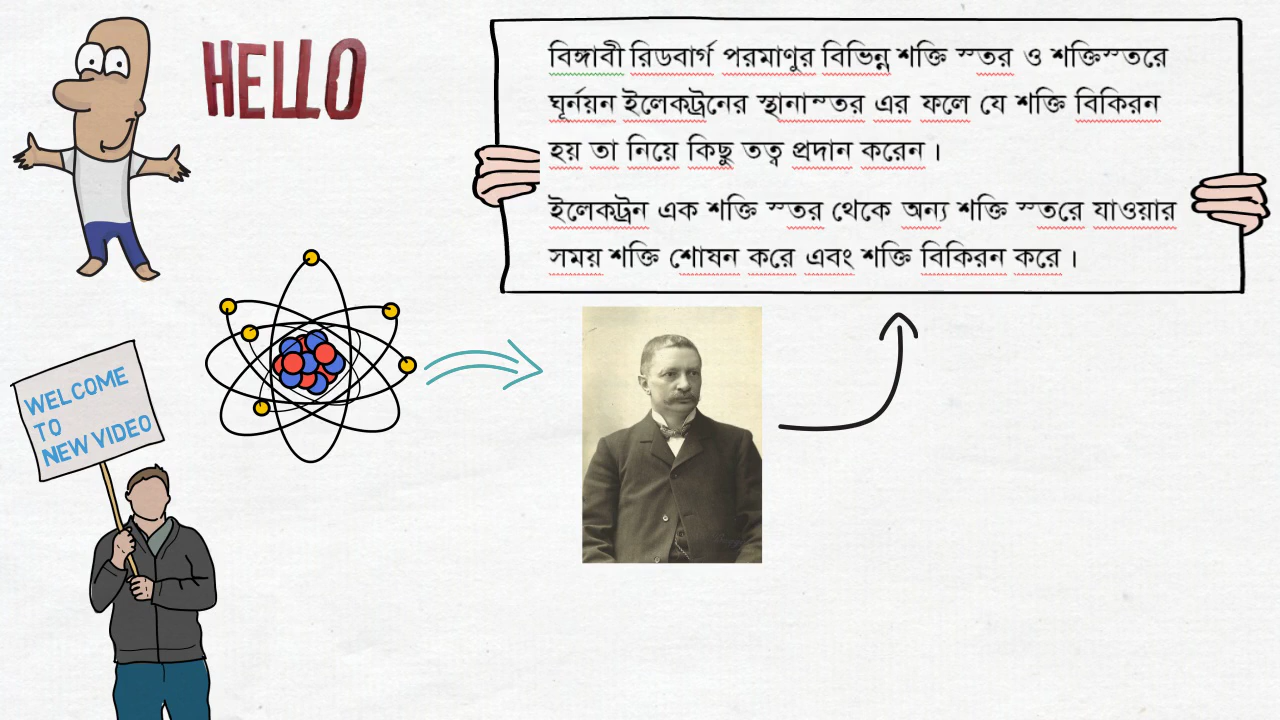 HELLO
বিঙ্গাবী রিডবার্গ পরমাণুর বিভিন্ন শক্তি স্তর ও শক্তিস্তরে
ঘূর্নয়ন ইলেকট্রনের স্থানান্তর এর ফলে যে শক্তি বিকিরন
হয় তা নিয়ে কিছু তত্ব প্রদান করেন ।
ইলেকট্রন এক শক্তি স্তর থেকে অন্য শক্তি স্তরে যাওয়ার
সময় শক্তি শোষন করে এবং শক্তি বিকিরন করে ।
WELCOME
TO
NEW VIDEO